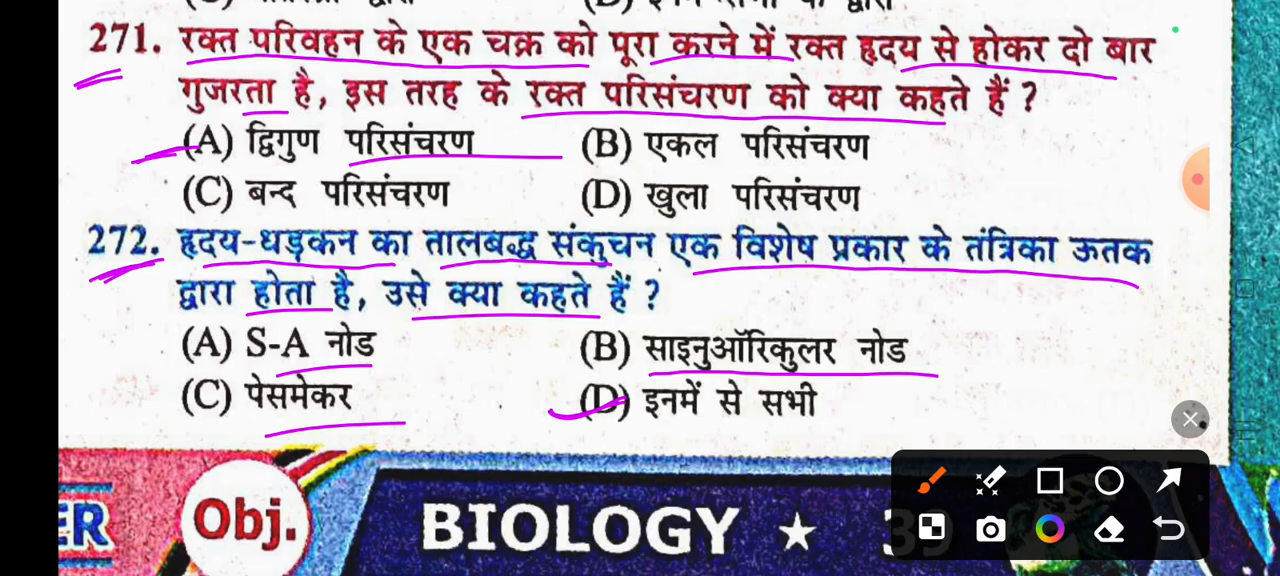 271. रक्त परिवहन के एक चक्र को पूरा करने में रक्त हृदय से होकर दो बार
गुजरता है, इस तरह के रक्त परिसंचरण को क्या कहते हैं ?
(A) द्विगुण परिसंचरण (B) एकल परिसंचरण
(C) बन्द परिसंचरण (D) खुला परिसंचरण
272. हृदय-धड़कन का तालबद्ध संकुचन एक विशेष प्रकार के तंत्रिका ऊतक
द्वारा होता है, उसे क्या कहते हैं ?
(A) S-A नोड (B) साइनुऑरिकुलर नोड
(C) पेसमेकर (D) इनमें से सभी
ER Obj. BIOLOGY ★ 39